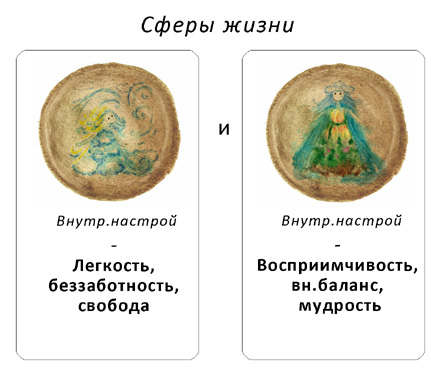 Сферы жизни
и
Внутр.настрой
-
Легкость,
беззаботность,
свобода
Внутр.настрой
-
Восприимчивость,
вн.баланс,
мудрость